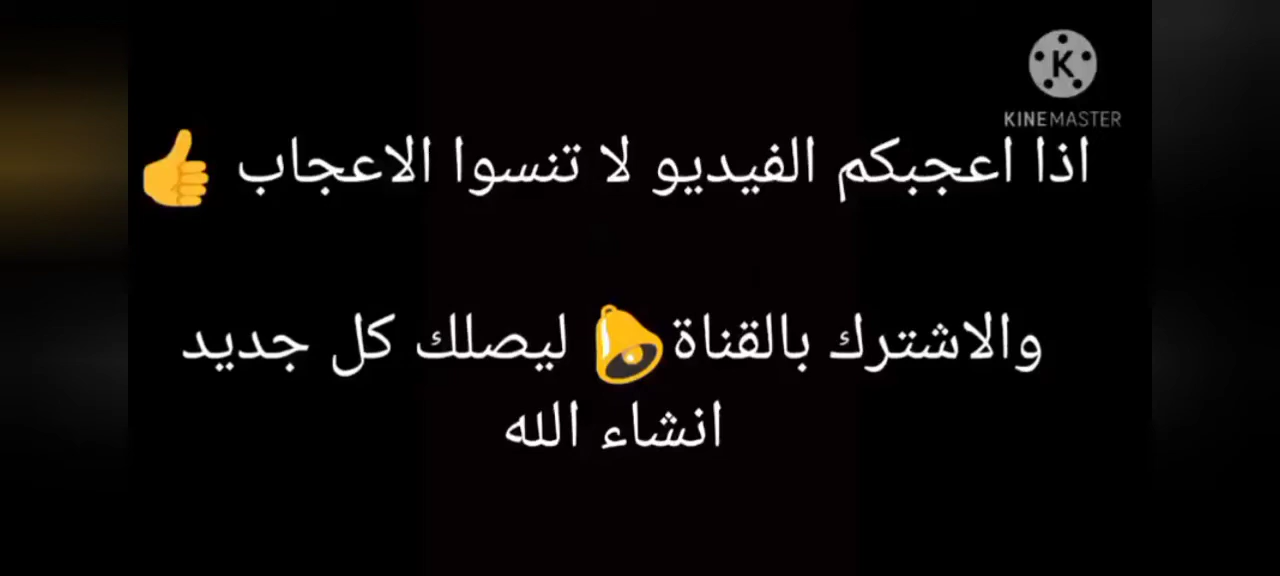 KINEMASTER
اذا اعجبكم الفيديو لا تنسوا الاعجاب 👍
والاشترك بالقناة🔔 ليصلك كل جديد
انشاء الله